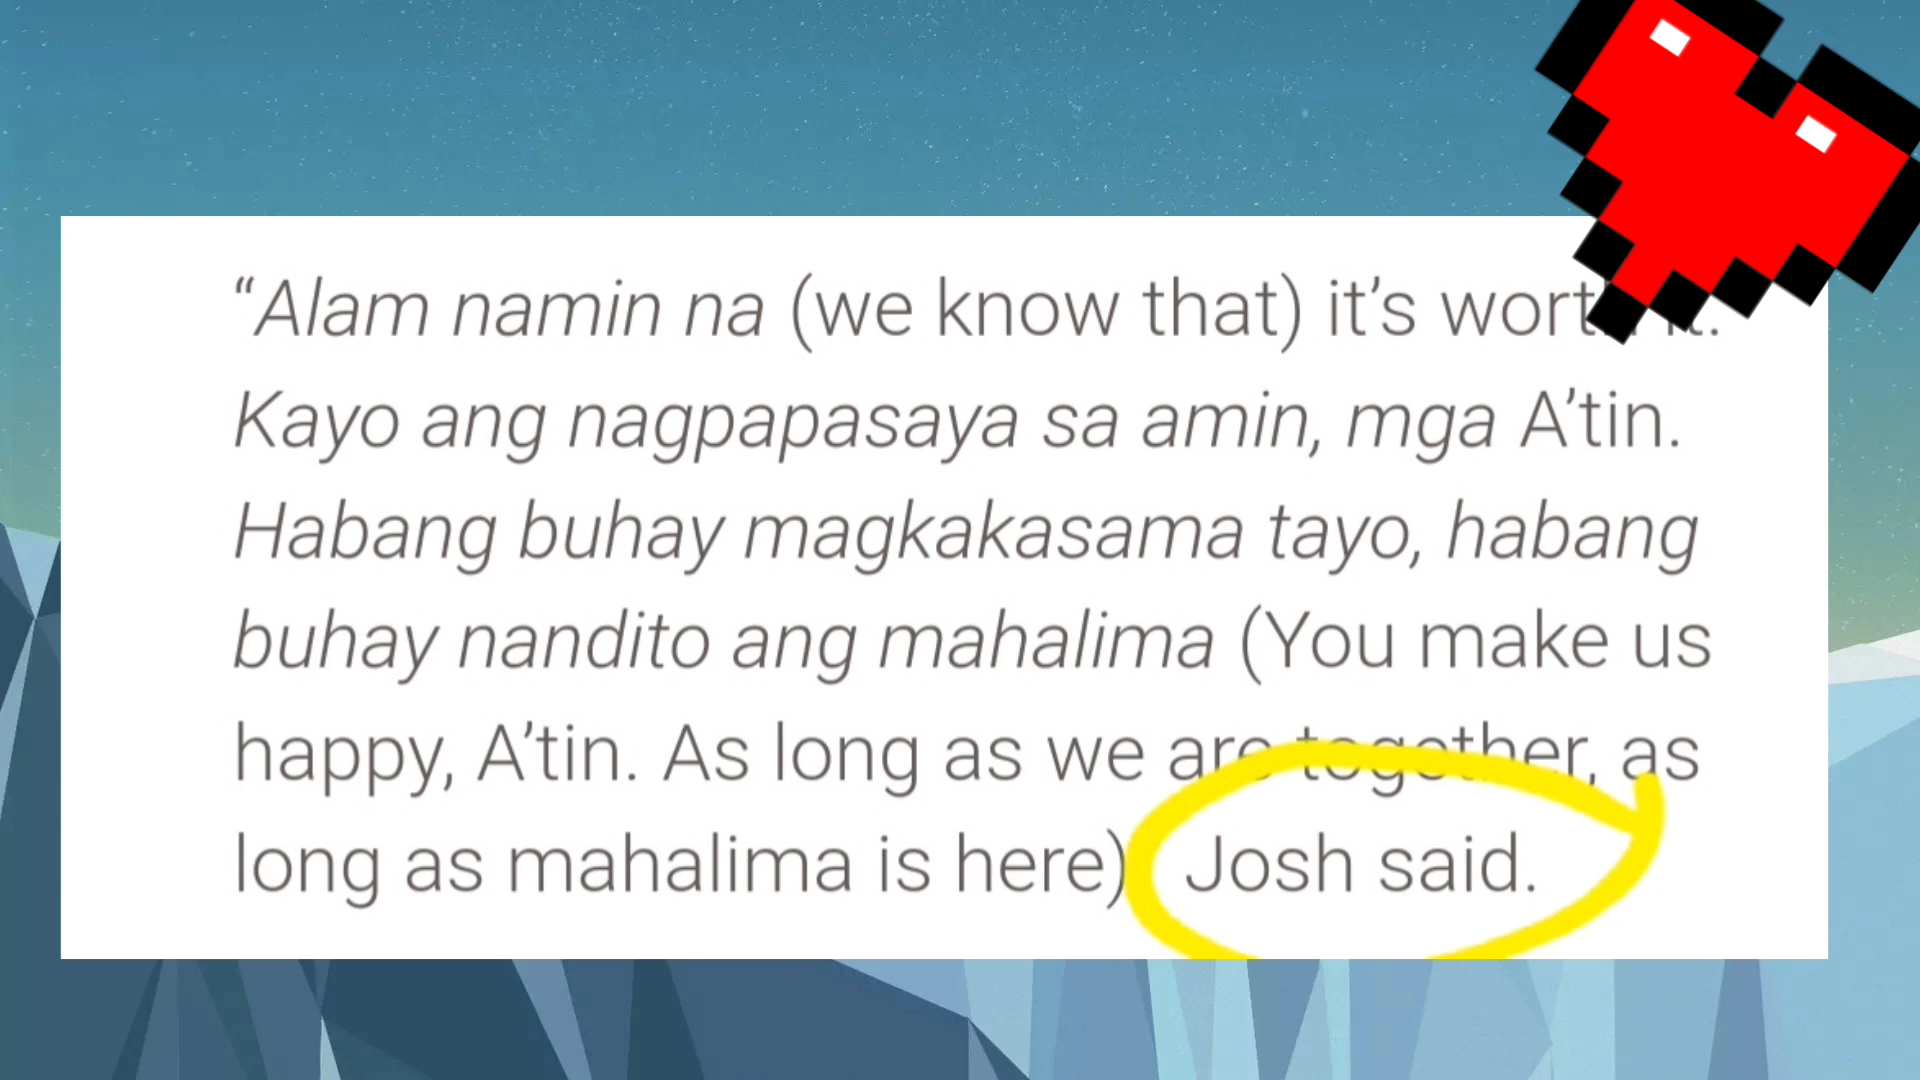 “Alam namin na (we know that) it’s worth it.
Kayo ang nagpapasaya sa amin, mga A’tin.
Habang buhay magkakasama tayo, habang
buhay nandito ang mahalima (You make us
happy, A’tin. As long as we are together, as
long as mahalima is here) Josh said.